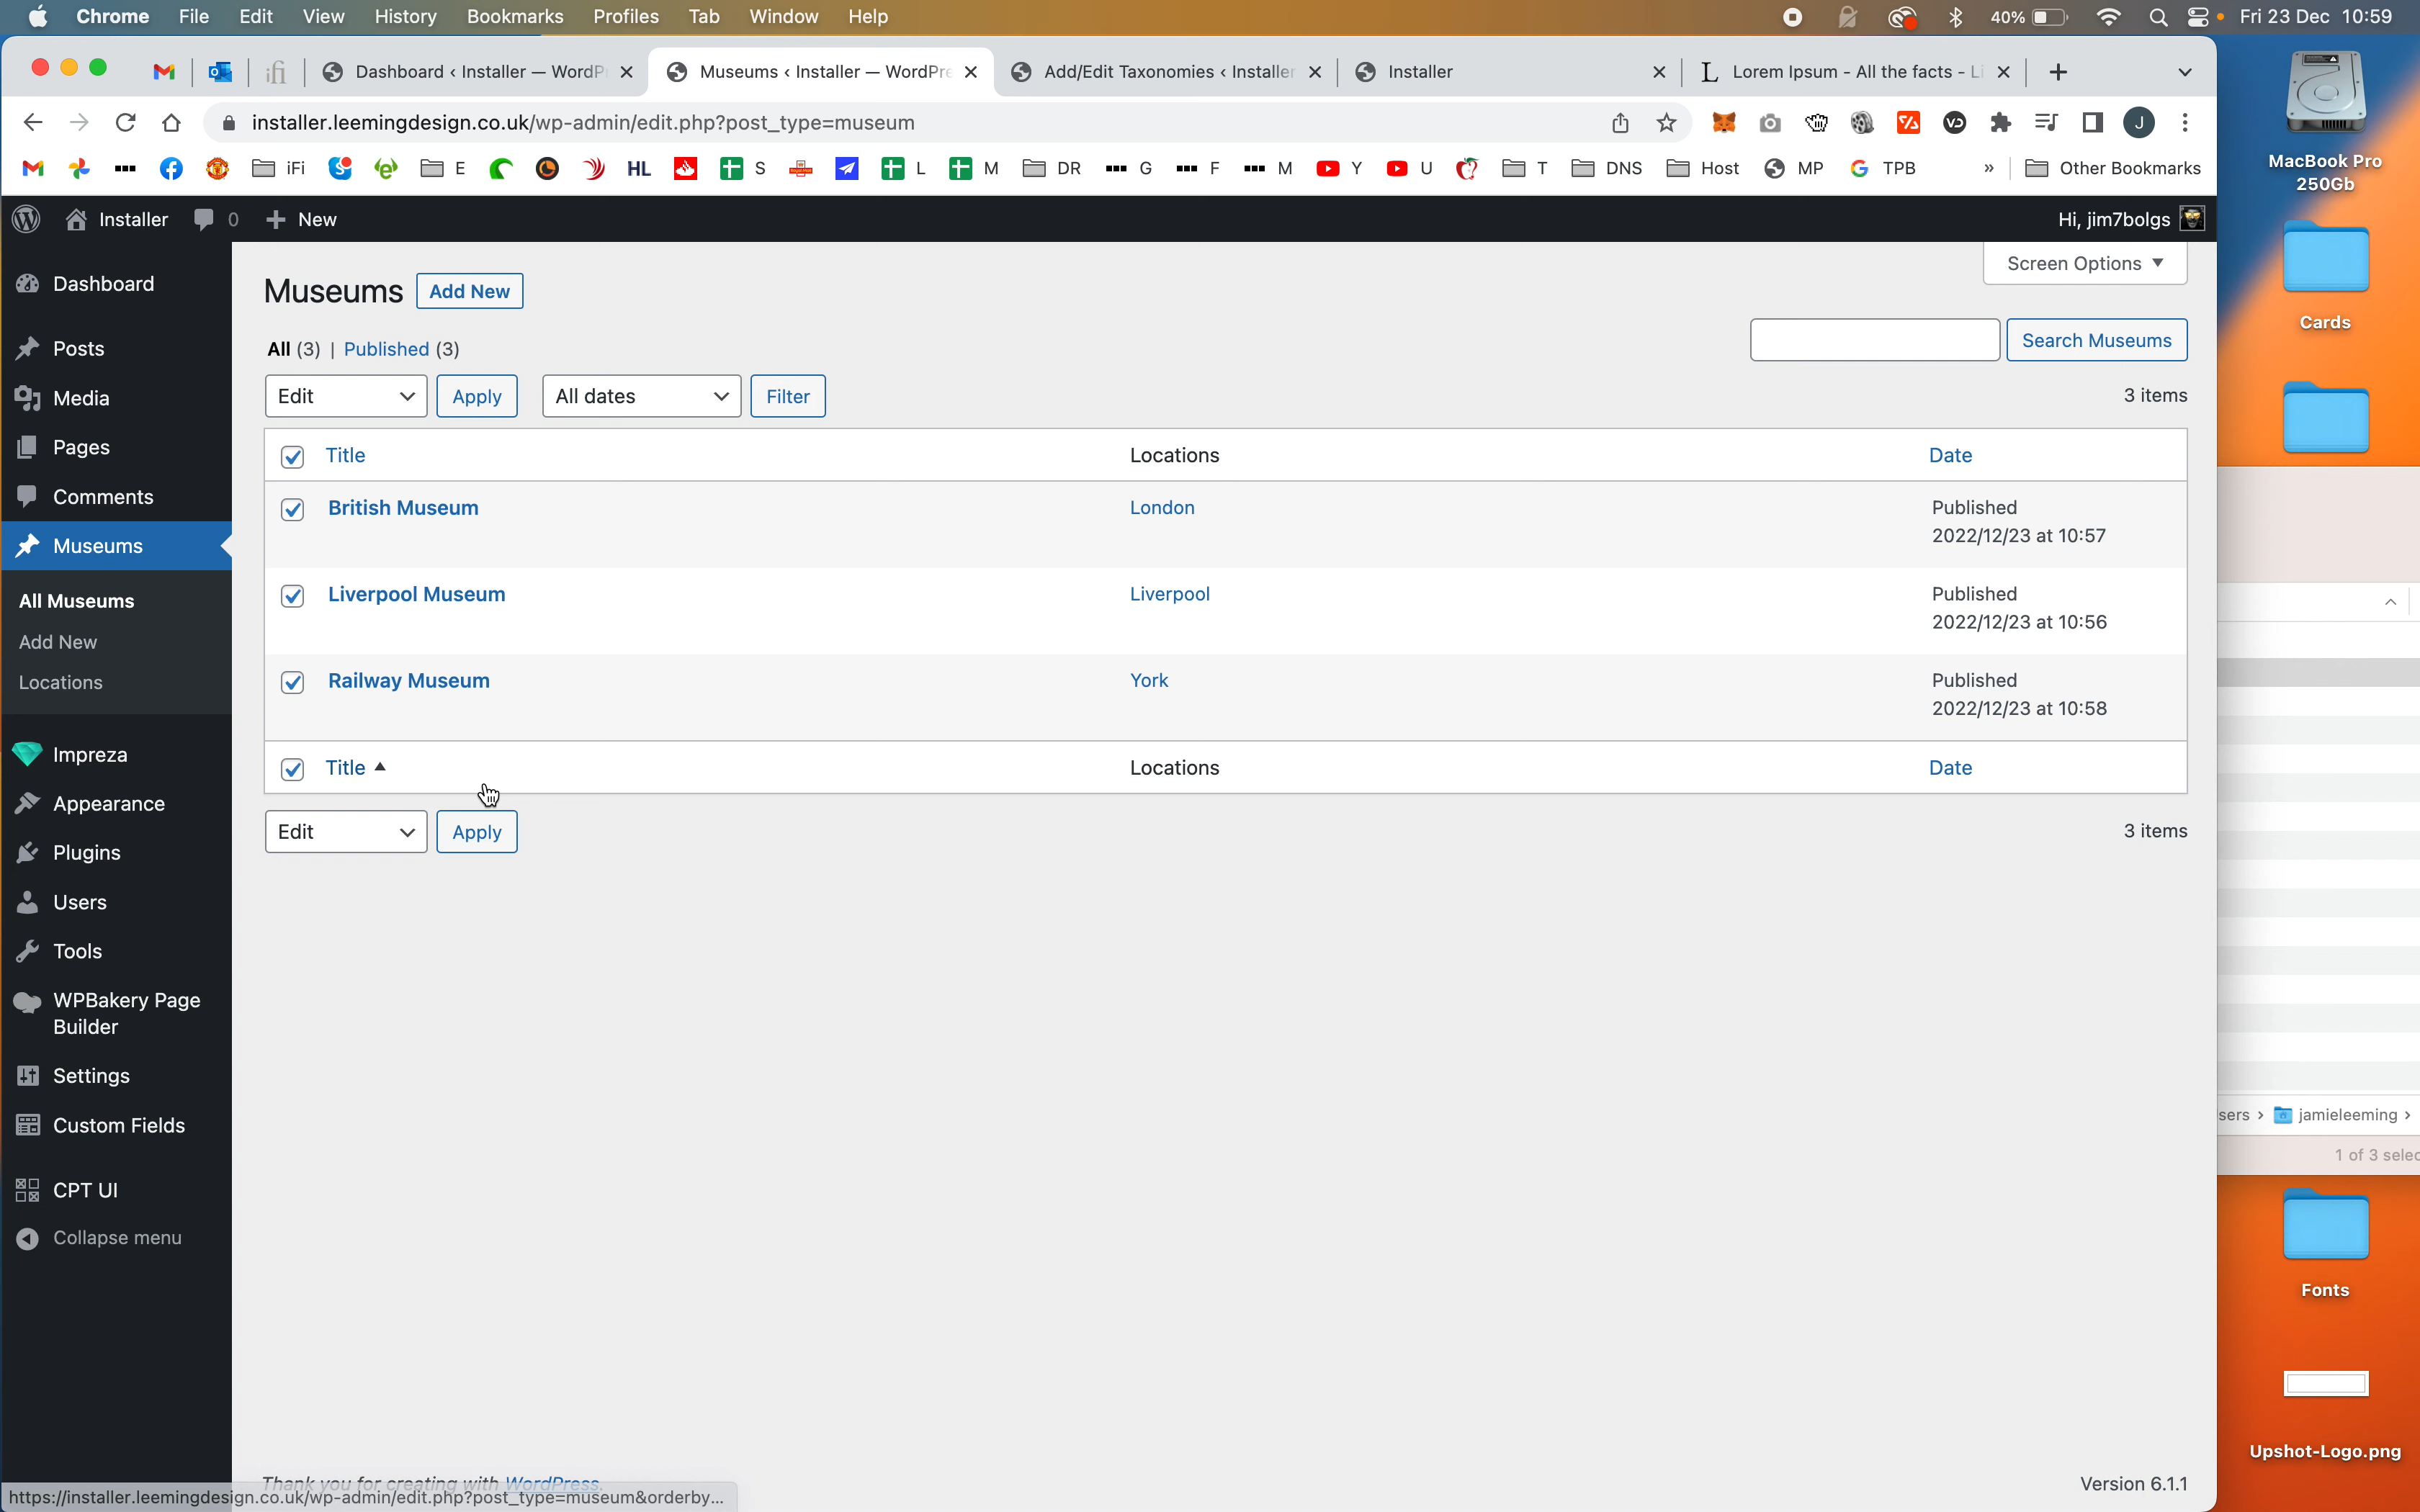 Chrome File Edit View History Bookmarks Profiles Tab Window Help 40% Fri 23 Dec 10:59
ifi Dashboard ‹ Installer — WordP Museums ‹ Installer — WordPre Add/Edit Taxonomies ‹ Installer Installer L Lorem Ipsum - All the facts - Li
installer.leemingdesign.co.uk/wp-admin/edit.php?post_type=museum J
iFi E HL S L M DR G F M Y U T DNS Host MP TPB » Other Bookmarks
Installer 0 New Hi, jim7bolgs
Dashboard
Posts
Media
Pages
Comments
Museums
All Museums
Add New
Locations
Impreza
Appearance
Plugins
Users
Tools
WPBakery Page
Builder
Settings
Custom Fields
CPT UI
Collapse menu
Screen Options ▼
Museums Add New
All (3) | Published (3)
Search Museums
Edit Apply All dates Filter 3 items
Title Locations Date
British Museum London Published
2022/12/23 at 10:57
Liverpool Museum Liverpool Published
2022/12/23 at 10:56
Railway Museum York Published
2022/12/23 at 10:58
Title ▲ Locations Date
Edit Apply 3 items
Thank you for creating with WordPress.
Version 6.1.1
https://installer.leemingdesign.co.uk/wp-admin/edit.php?post_type=museum&orderby...
MacBook Pro
250Gb
Cards
sers › jamieleeming ›
1 of 3 selec
Fonts
Upshot-Logo.png